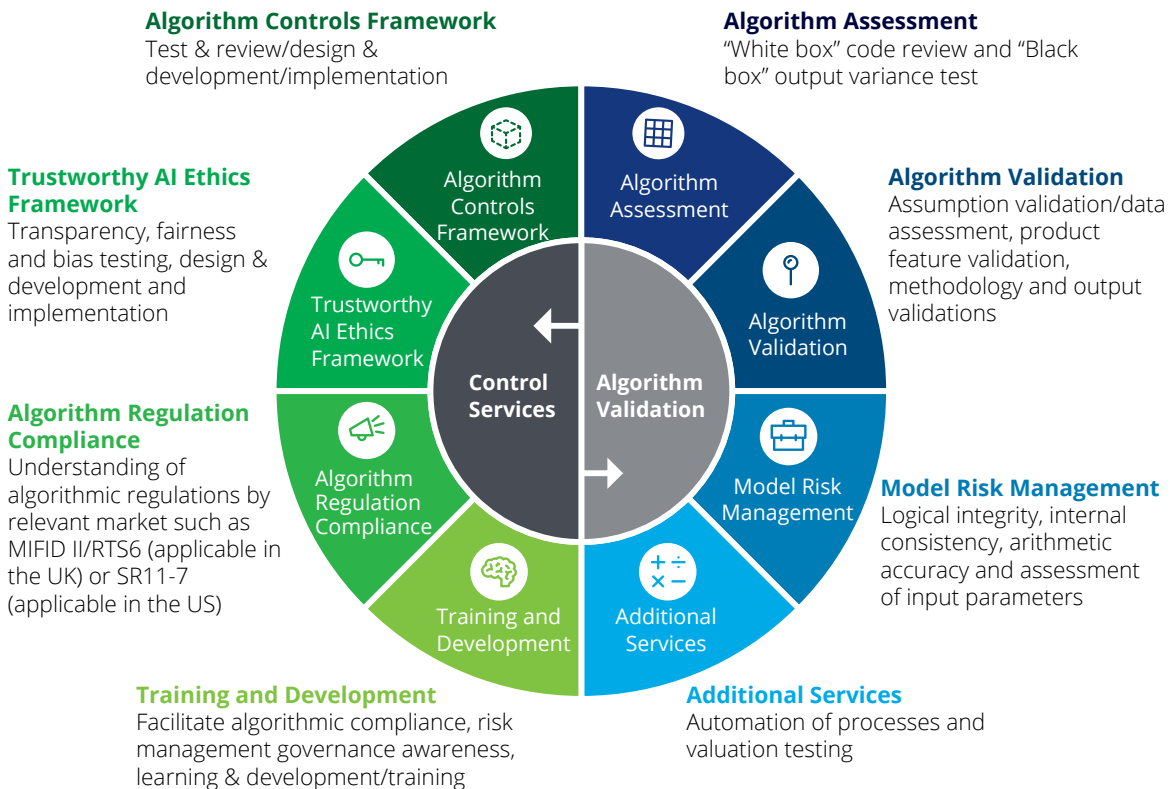 Algorithm Controls Framework
Test & review/design &
development/implementation
Algorithm Assessment
“White box” code review and “Black
box” output variance test
Trustworthy AI Ethics
Framework
Transparency, fairness
and bias testing, design &
development and
implementation
Algorithm Validation
Assumption validation/data
assessment, product
feature validation,
methodology and output
validations
Algorithm Regulation
Compliance
Understanding of
algorithmic regulations by
relevant market such as
MIFID II/RTS6 (applicable in
the UK) or SR11-7
(applicable in the US)
Model Risk Management
Logical integrity, internal
consistency, arithmetic
accuracy and assessment
of input parameters
Training and Development
Facilitate algorithmic compliance, risk
management governance awareness,
learning & development/training
Additional Services
Automation of processes and
valuation testing
Algorithm
Controls
Framework
Algorithm
Assessment
Trustworthy
AI Ethics
Framework
Algorithm
Validation
Control
Services
Algorithm
Validation
Algorithm
Regulation
Compliance
Model Risk
Management
Training and
Development
Additional
Services